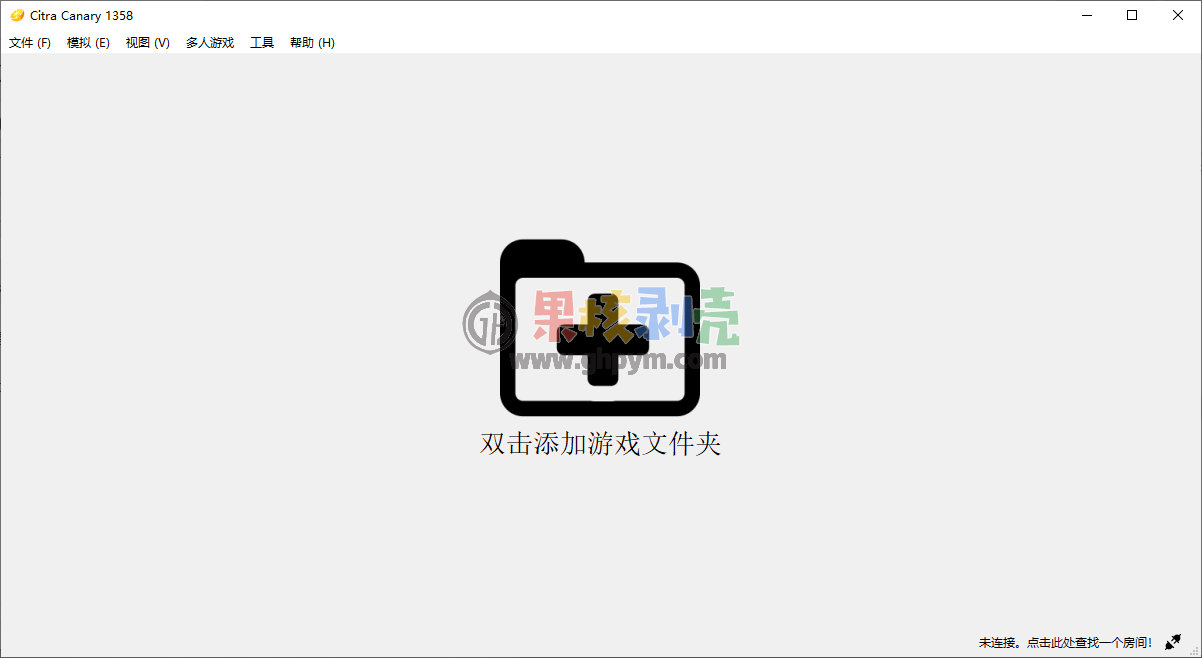 Citra Canary 1358
文件 (F) 模拟 (E) 视图 (V) 多人游戏 工具 帮助 (H)
果核剥壳
www.ghpym.com
双击添加游戏文件夹
未连接。点击此处查找一个房间！